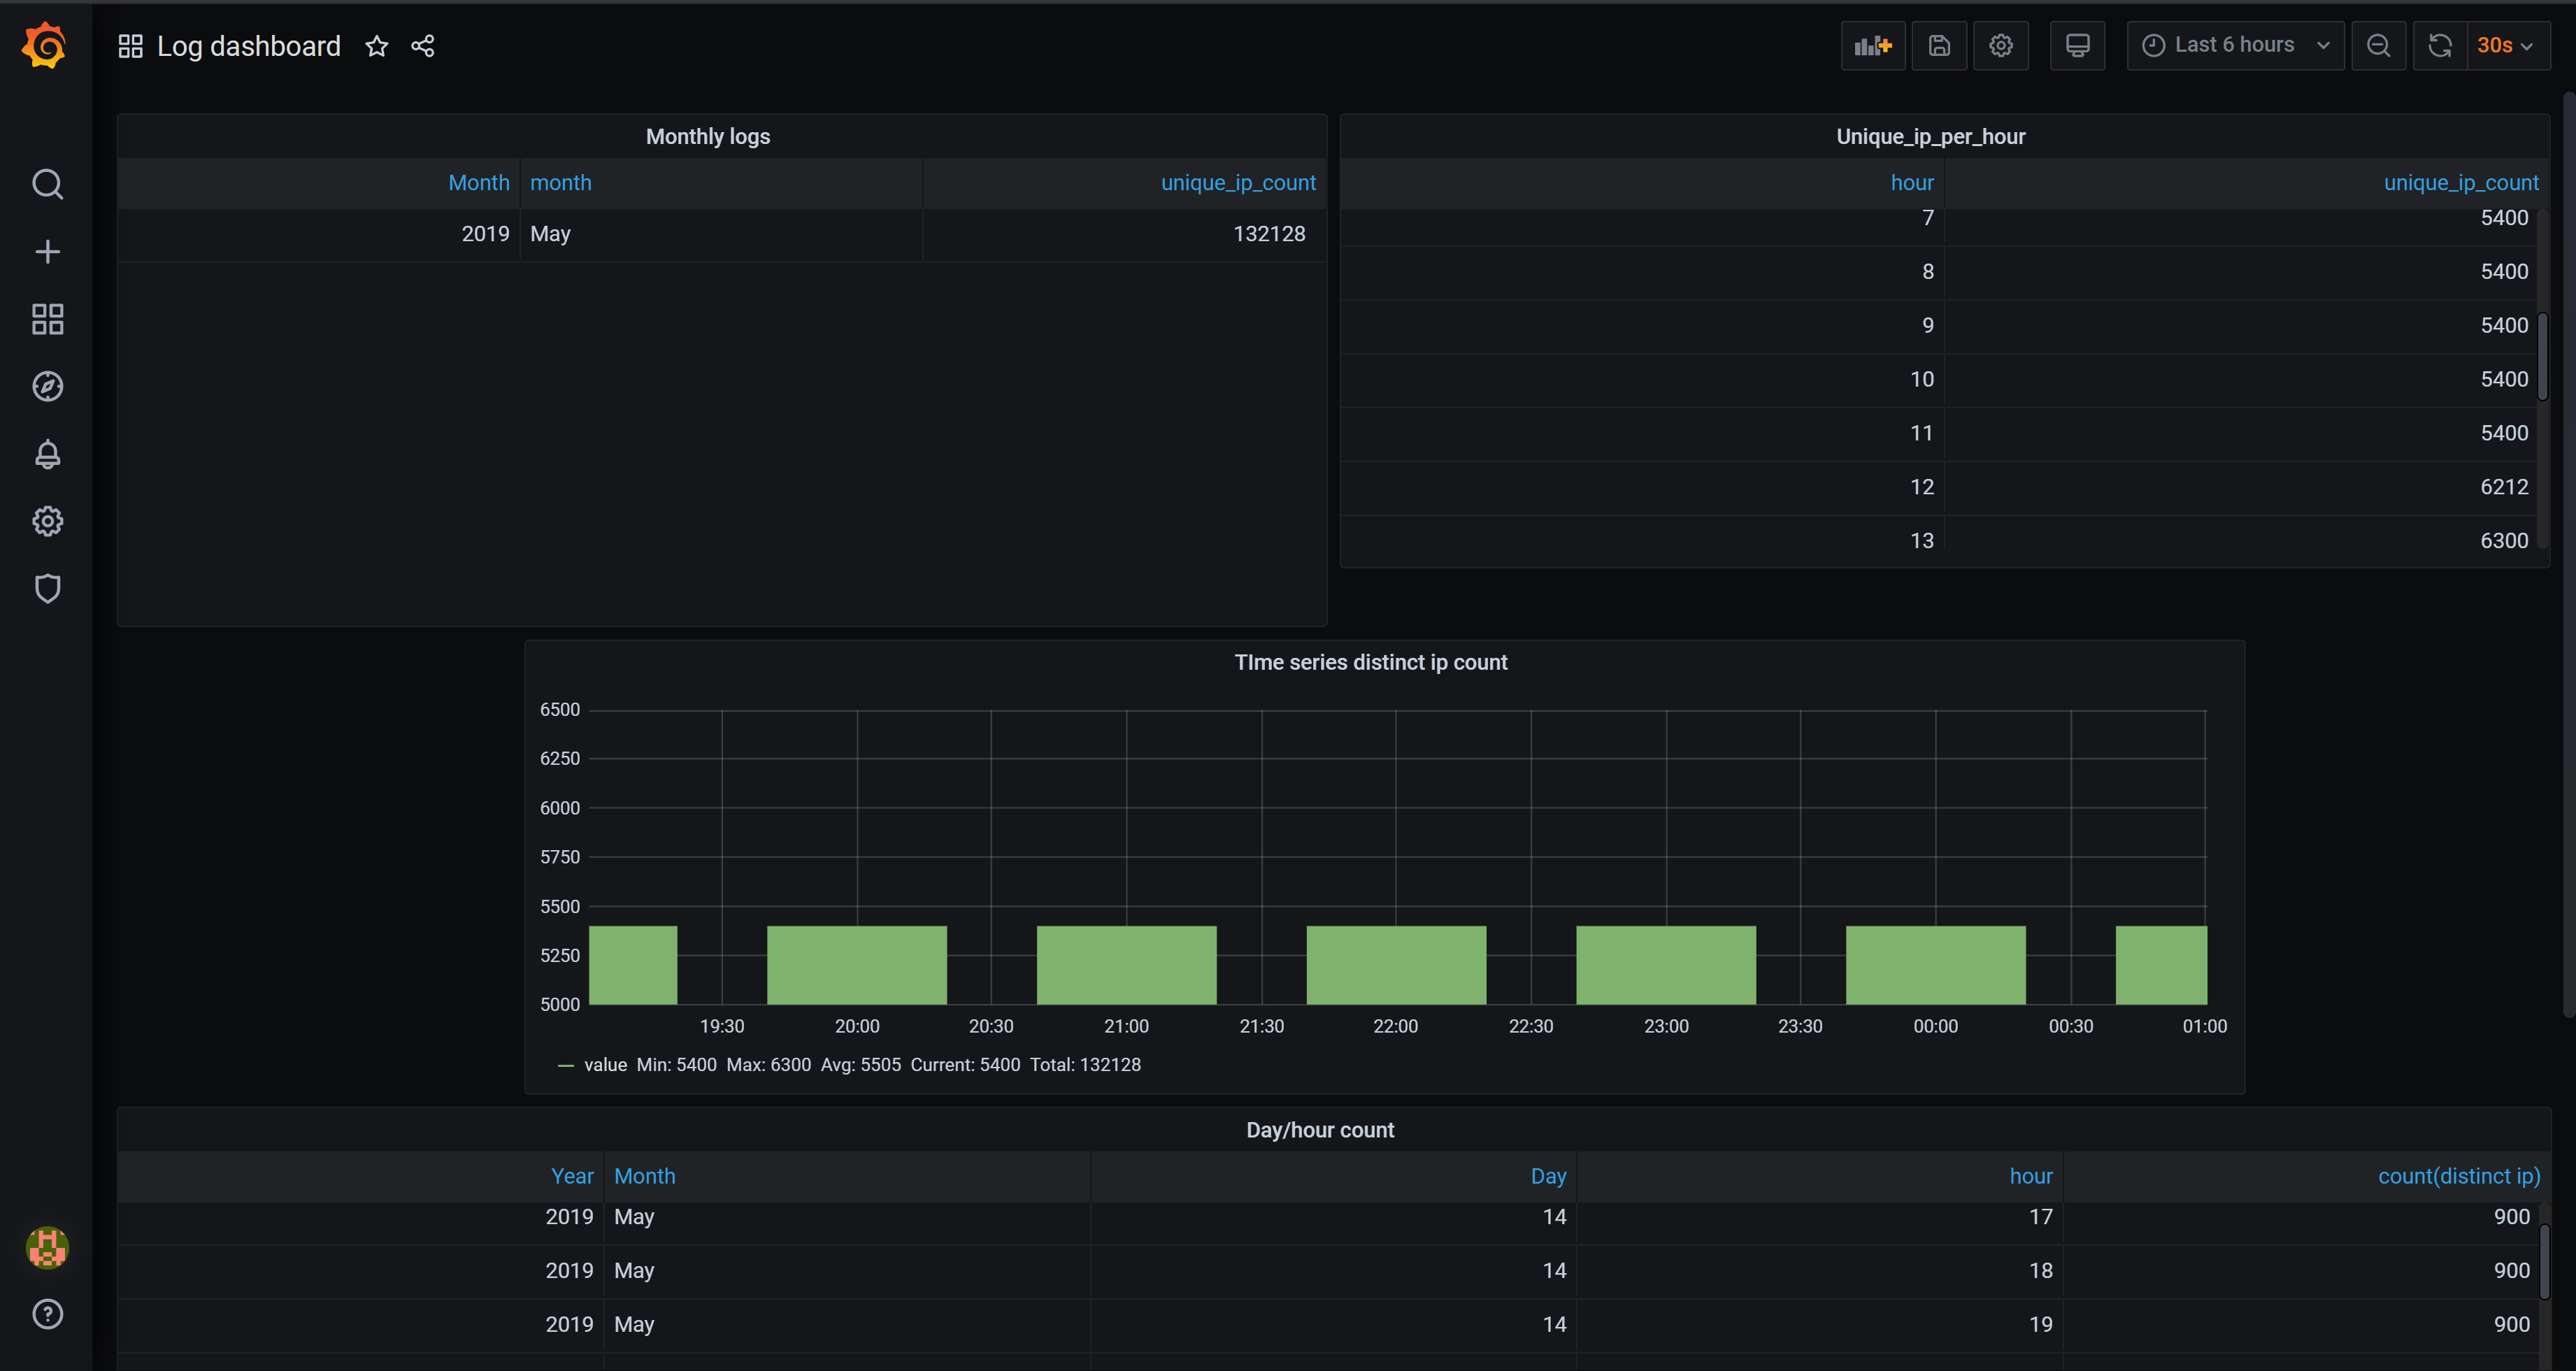 Log dashboard
Last 6 hours
30s
Monthly logs
Month month unique_ip_count
2019 May 132128
Unique_ip_per_hour
hour unique_ip_count
7 5400
8 5400
9 5400
10 5400
11 5400
12 6212
13 6300
TIme series distinct ip count
6500
6250
6000
5750
5500
5250
5000
19:30 20:00 20:30 21:00 21:30 22:00 22:30 23:00 23:30 00:00 00:30 01:00
value Min: 5400 Max: 6300 Avg: 5505 Current: 5400 Total: 132128
Day/hour count
Year Month Day hour count(distinct ip)
2019 May 14 17 900
2019 May 14 18 900
2019 May 14 19 900